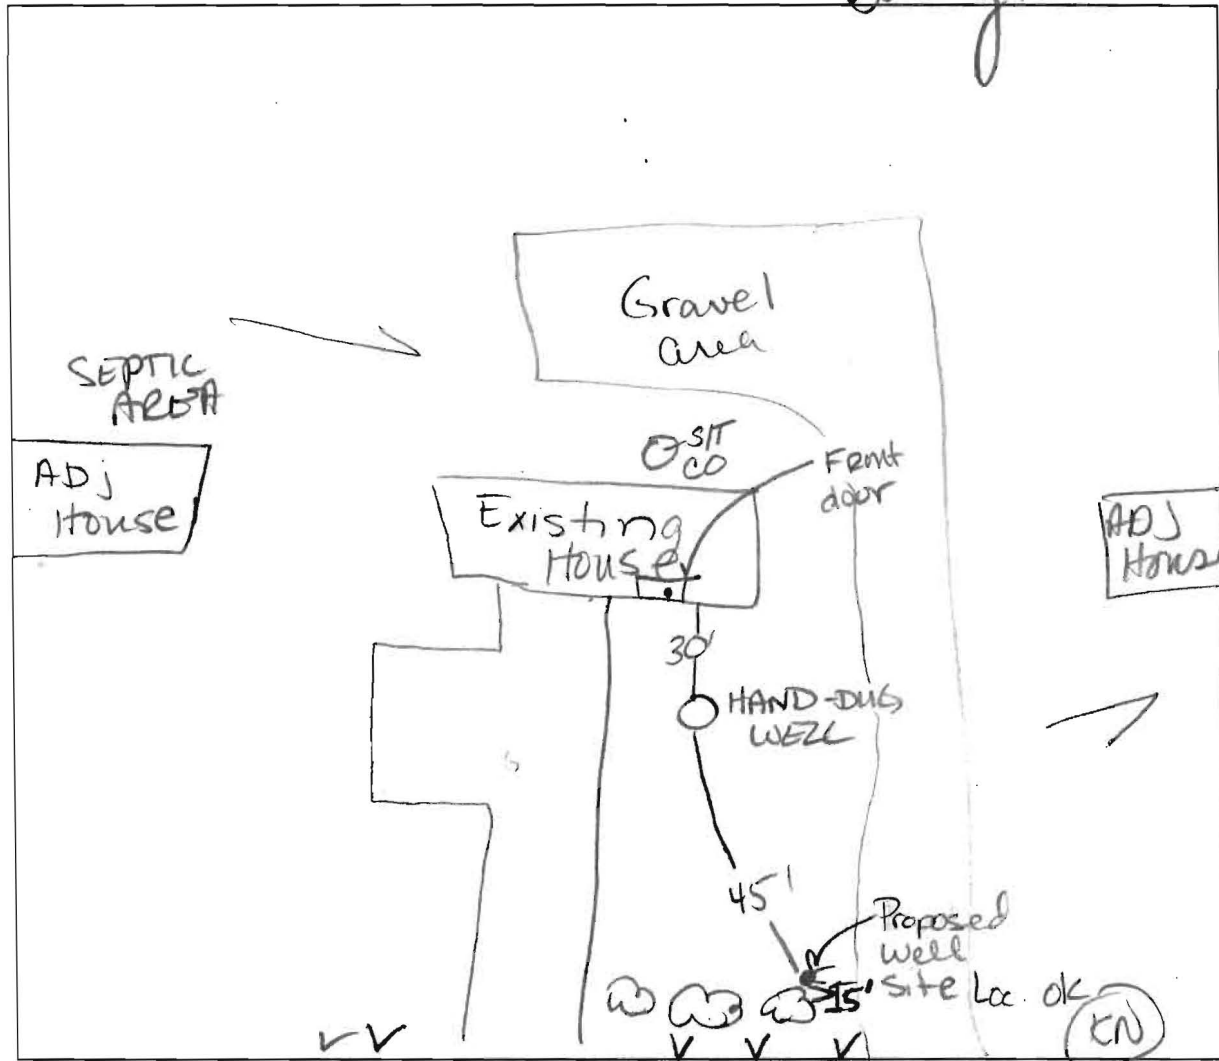 Gravel
area
SEPTIC
AREA
S/T
CO
Front
door
ADj
House
Existing
House
ADJ
Hous
30'
HAND-DUG
WELL
45'
Proposed
well
site Loc. ok
15'
KN